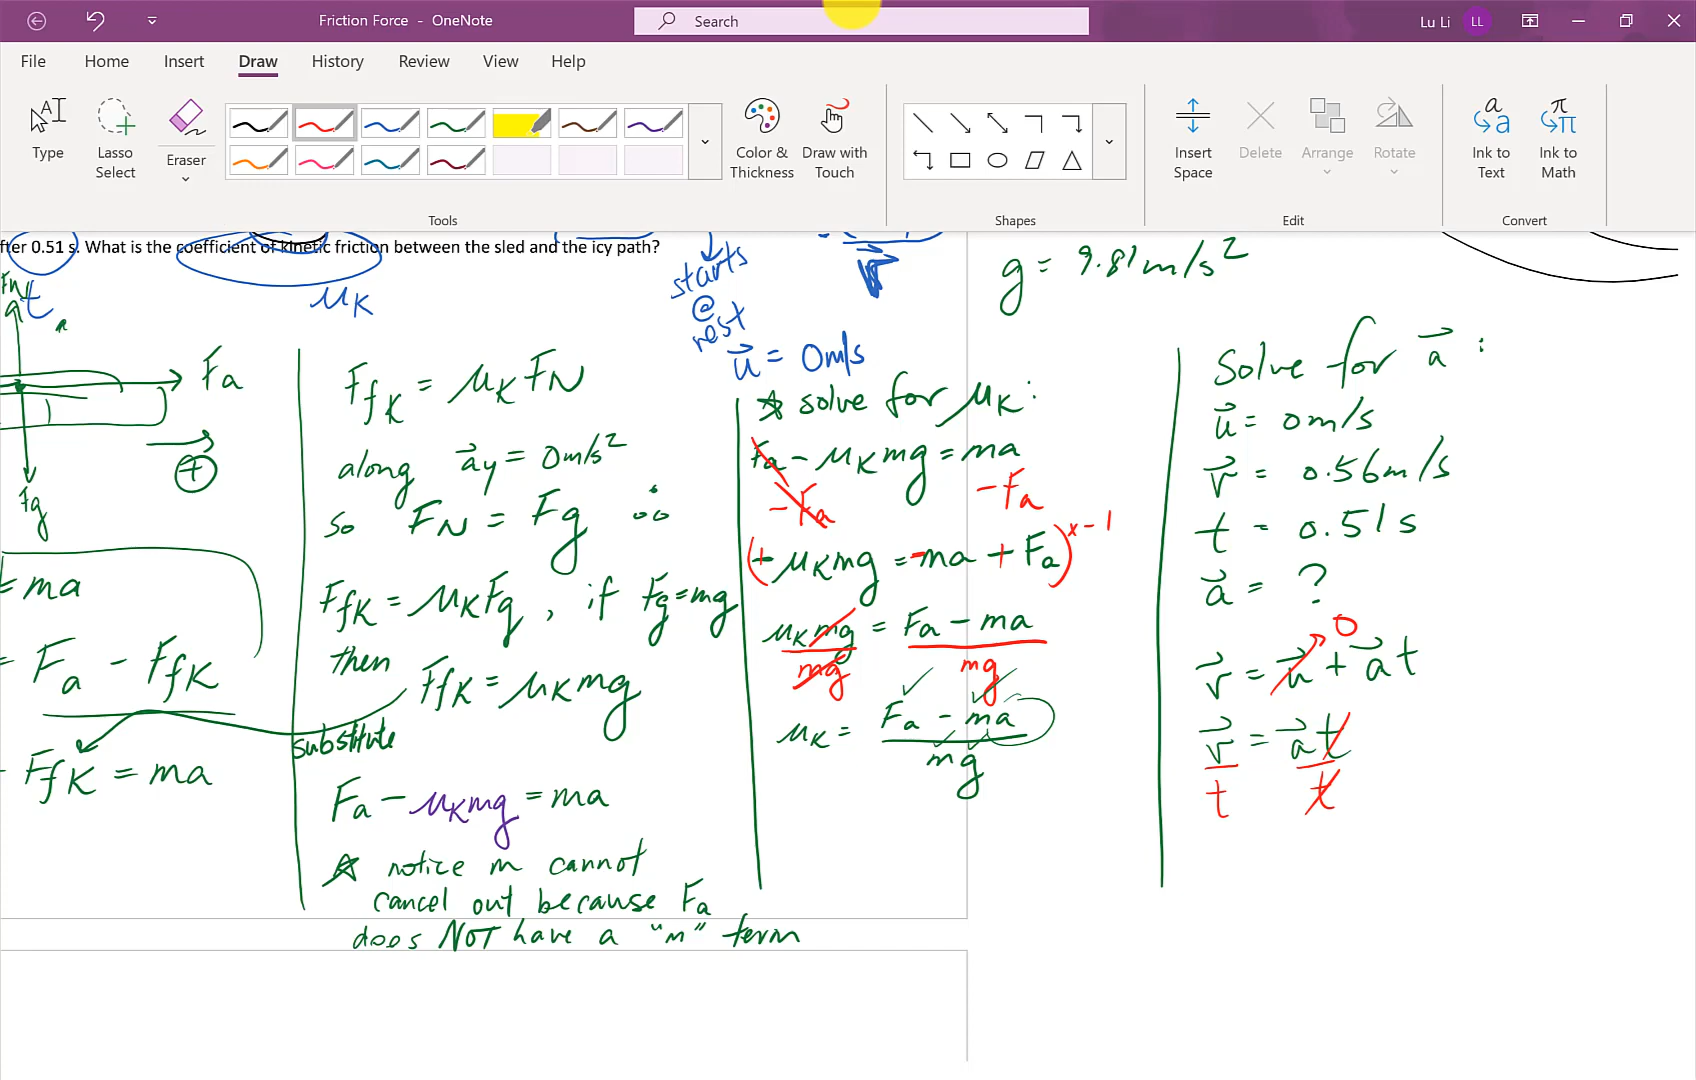 Friction Force - OneNote
Search
Lu Li
LL
File Home Insert Draw History Review View Help
Type
Lasso Select
Eraser
Color & Thickness
Draw with Touch
Insert Space
Delete
Arrange
Rotate
Ink to Text
Ink to Math
Tools
Shapes
Edit
Convert
fter 0.51 s. What is the coefficient of kinetic friction between the sled and the icy path?
t
μK
starts
@
rest
u⃗ = 0m/s
v⃗
g = 9.81m/s²
FN
Fa
+
Fg
= ma
= Fa - FfK
- FfK = ma
FfK = μK FN
along a⃗y = 0m/s²
so FN = Fg ∴
FfK = μK Fg , if Fg = mg
then FfK = μK mg
substitute
Fa - μK mg = ma
☆ notice m cannot
cancel out because Fa
does NOT have a "m" term
☆ solve for μK :
Fa - μK mg = ma
- Fa - Fa
(+ μK mg = - ma + Fa) x -1
μK mg = Fa - ma
mg mg
μK = Fa - ma
mg
Solve for a⃗ :
u⃗ = 0m/s
v⃗ = 0.56m/s
t = 0.51s
a⃗ = ?
0
v⃗ = u⃗ + a⃗ t
v⃗ = a⃗ t
t t